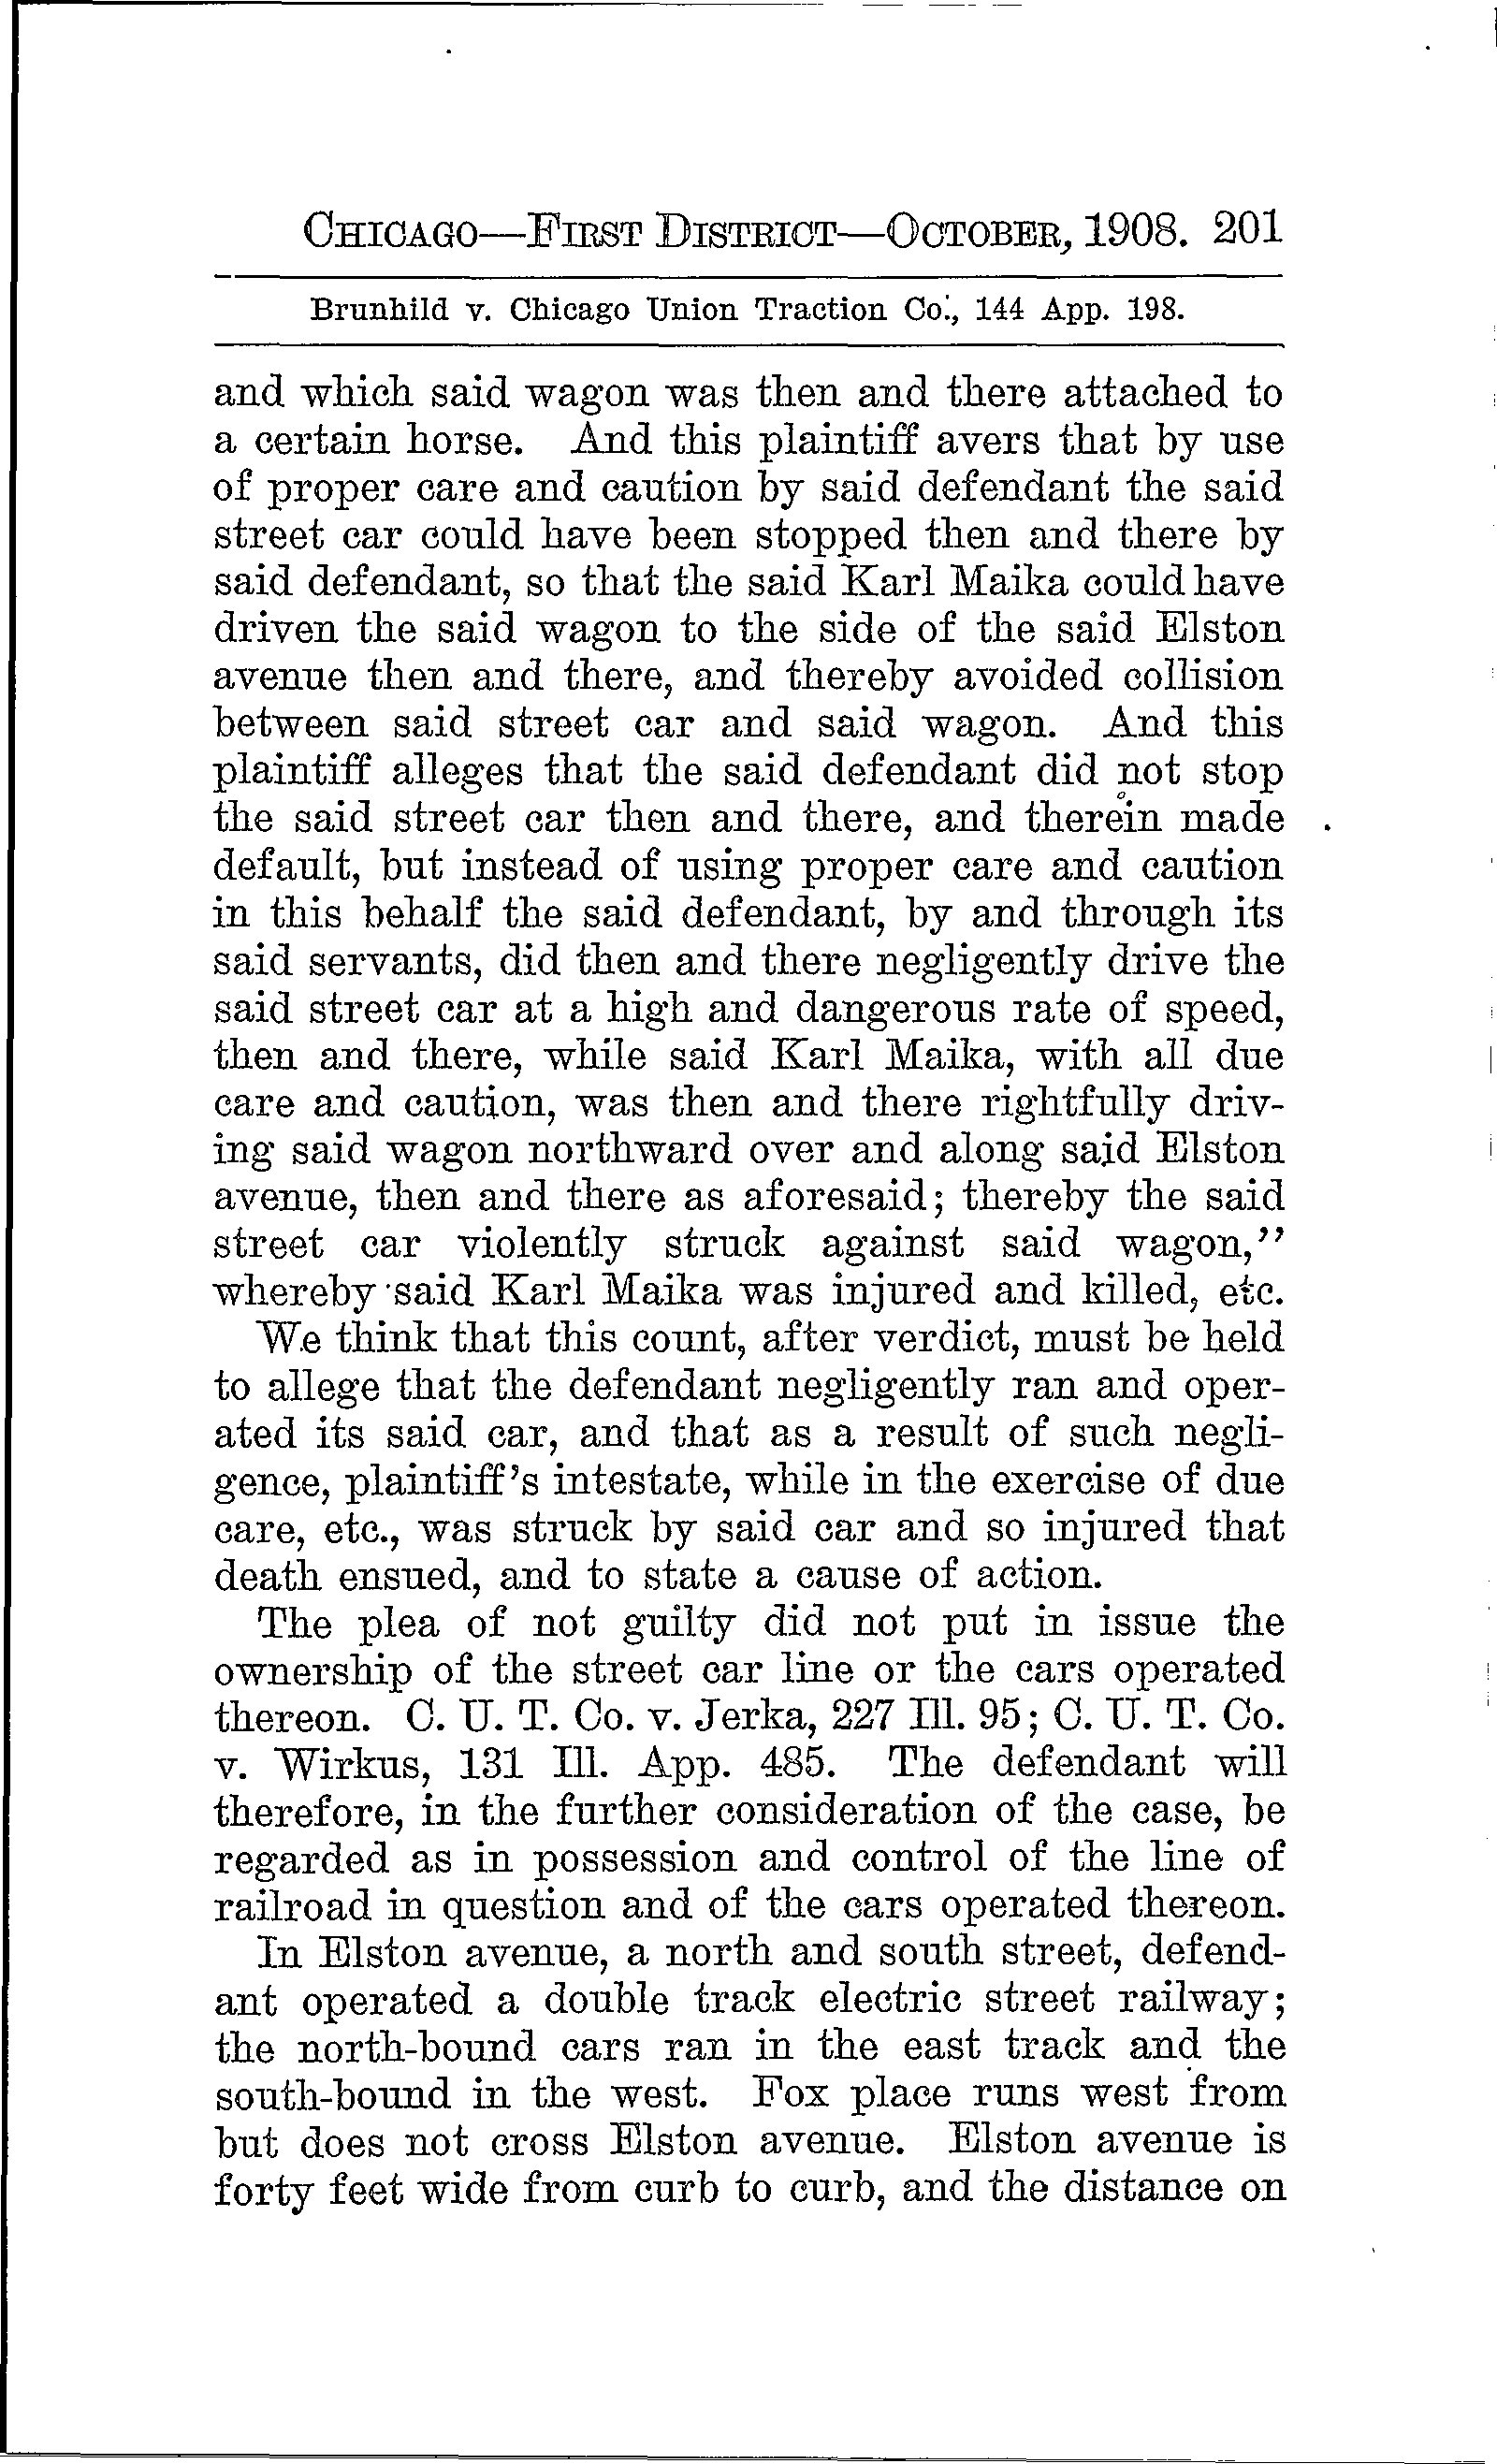 CHICAGO—FIRST DISTRICT—OCTOBER, 1908. 201
Brunhild v. Chicago Union Traction Co., 144 App. 198.
and which said wagon was then and there attached to
a certain horse. And this plaintiff avers that by use
of proper care and caution by said defendant the said
street car could have been stopped then and there by
said defendant, so that the said Karl Maika could have
driven the said wagon to the side of the said Elston
avenue then and there, and thereby avoided collision
between said street car and said wagon. And this
plaintiff alleges that the said defendant did not stop
the said street car then and there, and therein made
default, but instead of using proper care and caution
in this behalf the said defendant, by and through its
said servants, did then and there negligently drive the
said street car at a high and dangerous rate of speed,
then and there, while said Karl Maika, with all due
care and caution, was then and there rightfully driv-
ing said wagon northward over and along said Elston
avenue, then and there as aforesaid; thereby the said
street car violently struck against said wagon,”
whereby said Karl Maika was injured and killed, etc.
We think that this count, after verdict, must be held
to allege that the defendant negligently ran and oper-
ated its said car, and that as a result of such negli-
gence, plaintiff’s intestate, while in the exercise of due
care, etc., was struck by said car and so injured that
death ensued, and to state a cause of action.
The plea of not guilty did not put in issue the
ownership of the street car line or the cars operated
thereon. C. U. T. Co. v. Jerka, 227 Ill. 95; C. U. T. Co.
v. Wirkus, 131 Ill. App. 485. The defendant will
therefore, in the further consideration of the case, be
regarded as in possession and control of the line of
railroad in question and of the cars operated thereon.
In Elston avenue, a north and south street, defend-
ant operated a double track electric street railway;
the north-bound cars ran in the east track and the
south-bound in the west. Fox place runs west from
but does not cross Elston avenue. Elston avenue is
forty feet wide from curb to curb, and the distance on